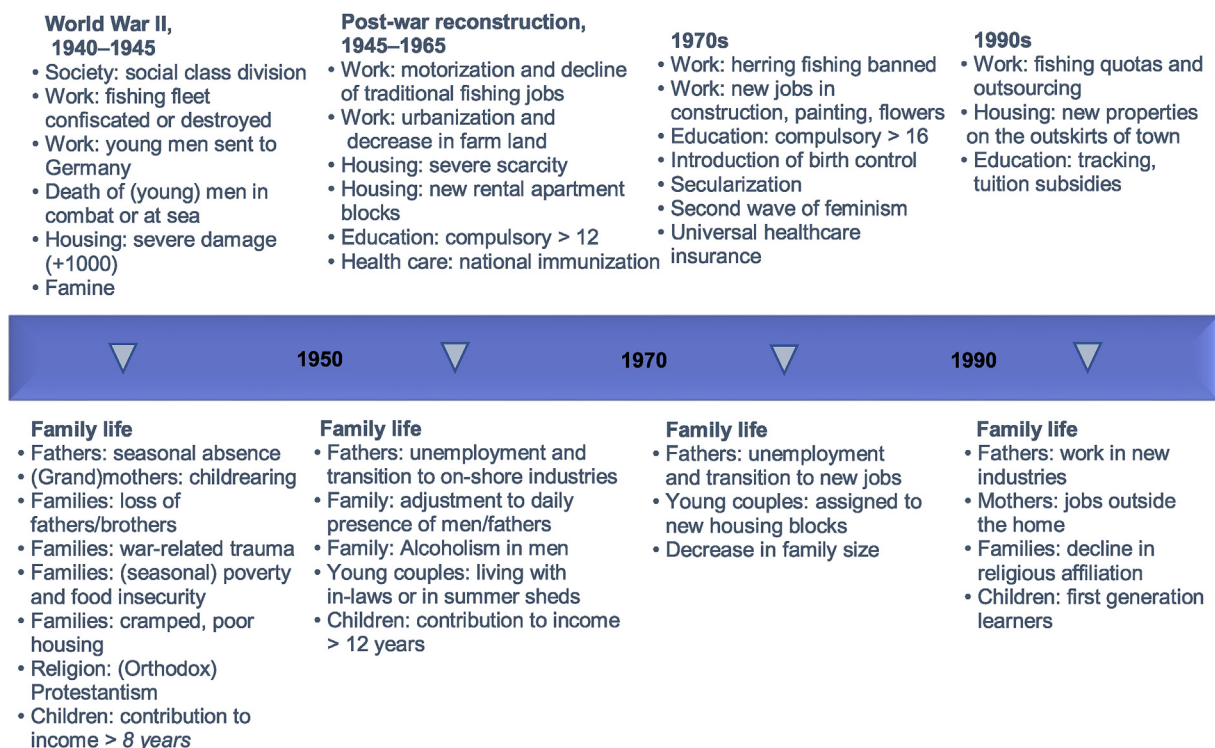 World War II,
1940–1945
• Society: social class division
• Work: fishing fleet
confiscated or destroyed
• Work: young men sent to
Germany
• Death of (young) men in
combat or at sea
• Housing: severe damage
(+1000)
• Famine
Post-war reconstruction,
1945–1965
• Work: motorization and decline
of traditional fishing jobs
• Work: urbanization and
decrease in farm land
• Housing: severe scarcity
• Housing: new rental apartment
blocks
• Education: compulsory > 12
• Health care: national immunization
1970s
• Work: herring fishing banned
• Work: new jobs in
construction, painting, flowers
• Education: compulsory > 16
• Introduction of birth control
• Secularization
• Second wave of feminism
• Universal healthcare
insurance
1990s
• Work: fishing quotas and
outsourcing
• Housing: new properties
on the outskirts of town
• Education: tracking,
tuition subsidies
1950
1970
1990
Family life
• Fathers: seasonal absence
• (Grand)mothers: childrearing
• Families: loss of
fathers/brothers
• Families: war-related trauma
• Families: (seasonal) poverty
and food insecurity
• Families: cramped, poor
housing
• Religion: (Orthodox)
Protestantism
• Children: contribution to
income > 8 years
Family life
• Fathers: unemployment and
transition to on-shore industries
• Family: adjustment to daily
presence of men/fathers
• Family: Alcoholism in men
• Young couples: living with
in-laws or in summer sheds
• Children: contribution to income
> 12 years
Family life
• Fathers: unemployment
and transition to new jobs
• Young couples: assigned to
new housing blocks
• Decrease in family size
Family life
• Fathers: work in new
industries
• Mothers: jobs outside
the home
• Families: decline in
religious affiliation
• Children: first generation
learners